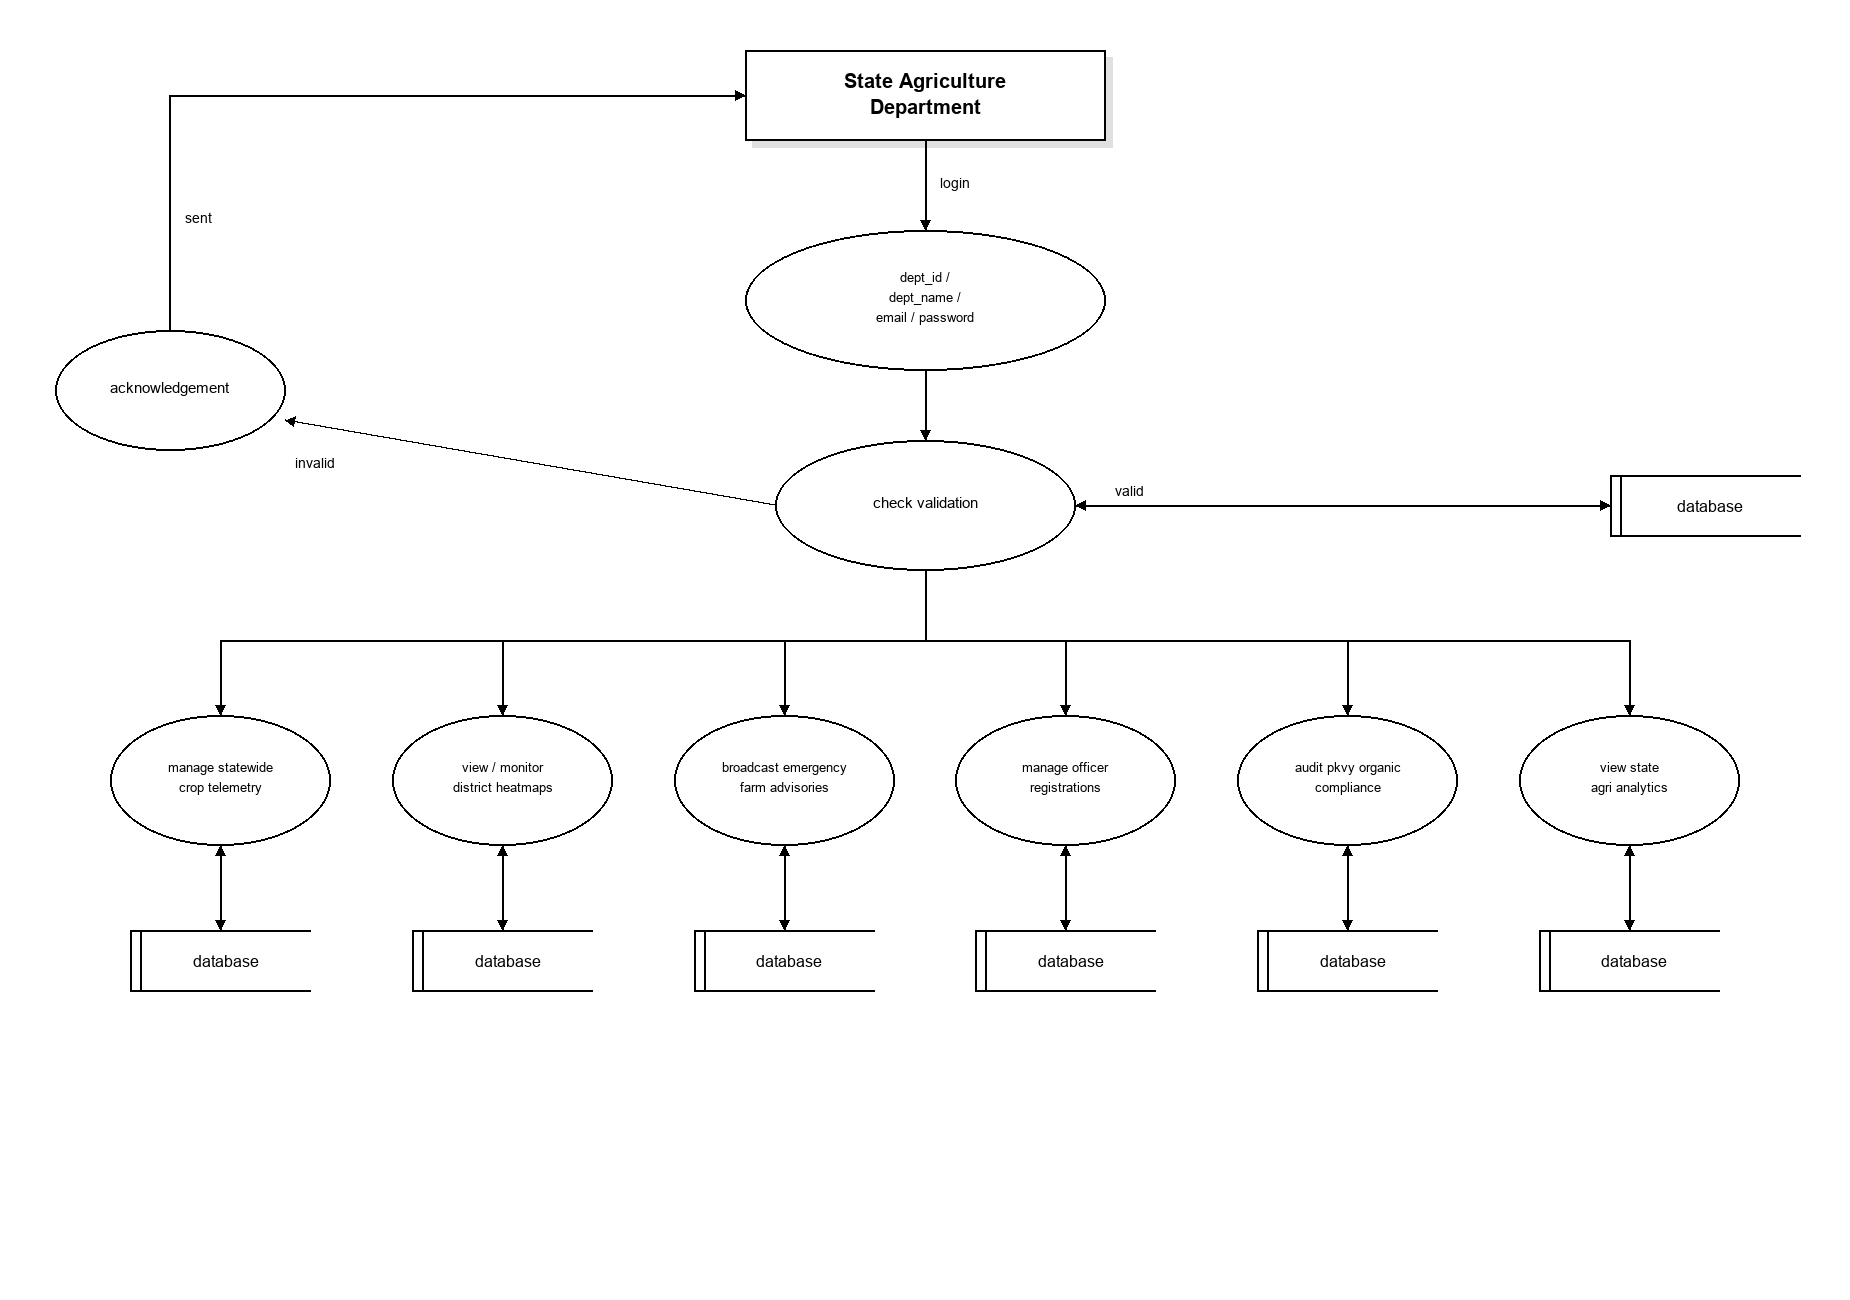 State Agriculture
Department
login
sent
dept_id /
dept_name /
email / password
acknowledgement
invalid
check validation
valid
database
manage statewide
crop telemetry
view / monitor
district heatmaps
broadcast emergency
farm advisories
manage officer
registrations
audit pkvy organic
compliance
view state
agri analytics
database
database
database
database
database
database